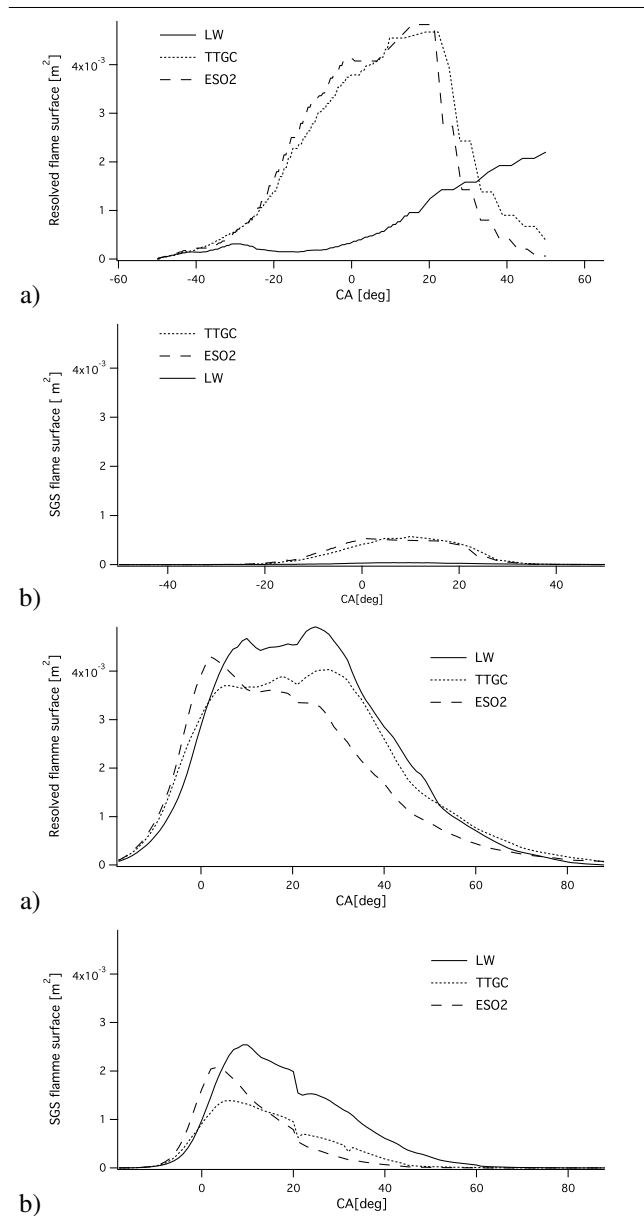 LW
TTGC
ESO2
Resolved flame surface [m²]
4x10⁻³
3
2
1
0
-60 -40 -20 0 20 40 60
CA [deg]
a)
TTGC
ESO2
LW
SGS flame surface [ m²]
4x10⁻³
3
2
1
0
-40 -20 0 20 40
CA[deg]
b)
LW
TTGC
ESO2
Resolved flamme surface [m²]
4x10⁻³
3
2
1
0
0 20 40 60 80
CA[deg]
a)
LW
TTGC
ESO2
SGS flamme surface [m²]
4x10⁻³
3
2
1
0
0 20 40 60 80
CA[deg]
b)